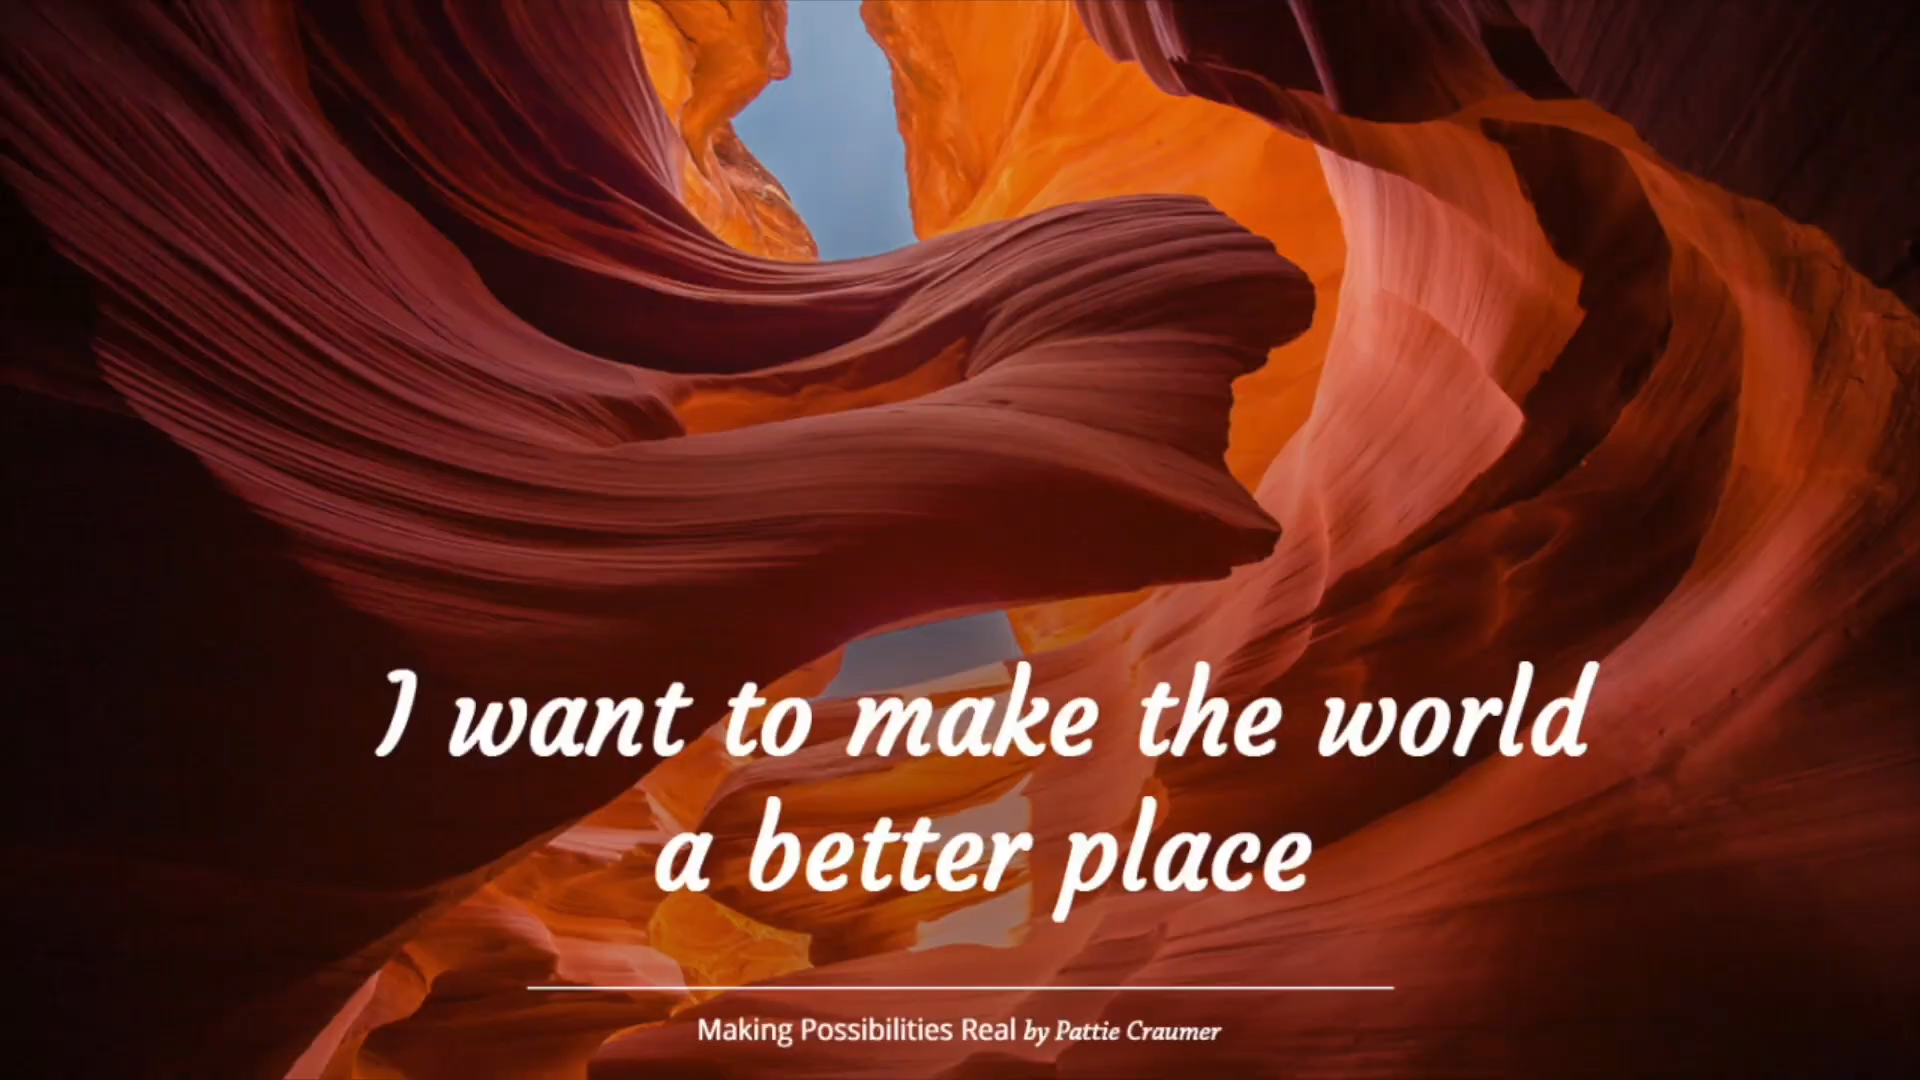 I want to make the world
a better place
Making Possibilities Real by Pattie Craumer